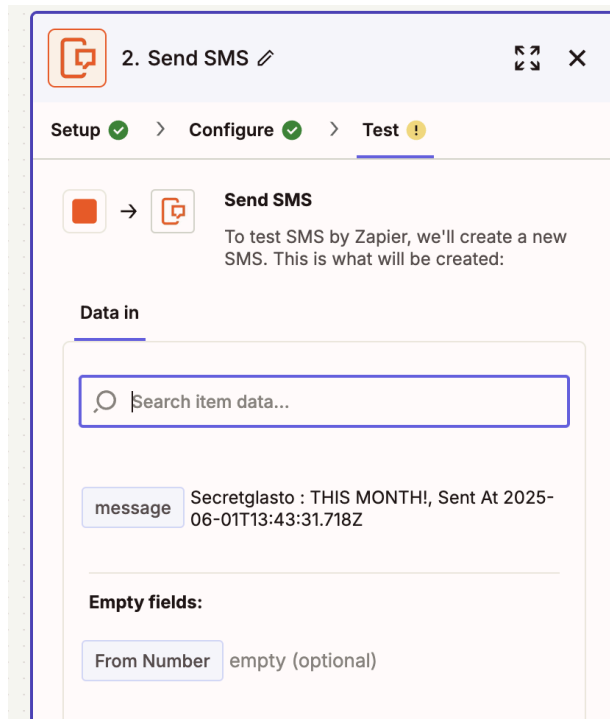 2. Send SMS
Setup
Configure
Test
Send SMS
To test SMS by Zapier, we'll create a new
SMS. This is what will be created:
Data in
Search item data...
message
Secretglasto : THIS MONTH!, Sent At 2025-
06-01T13:43:31.718Z
Empty fields:
From Number empty (optional)